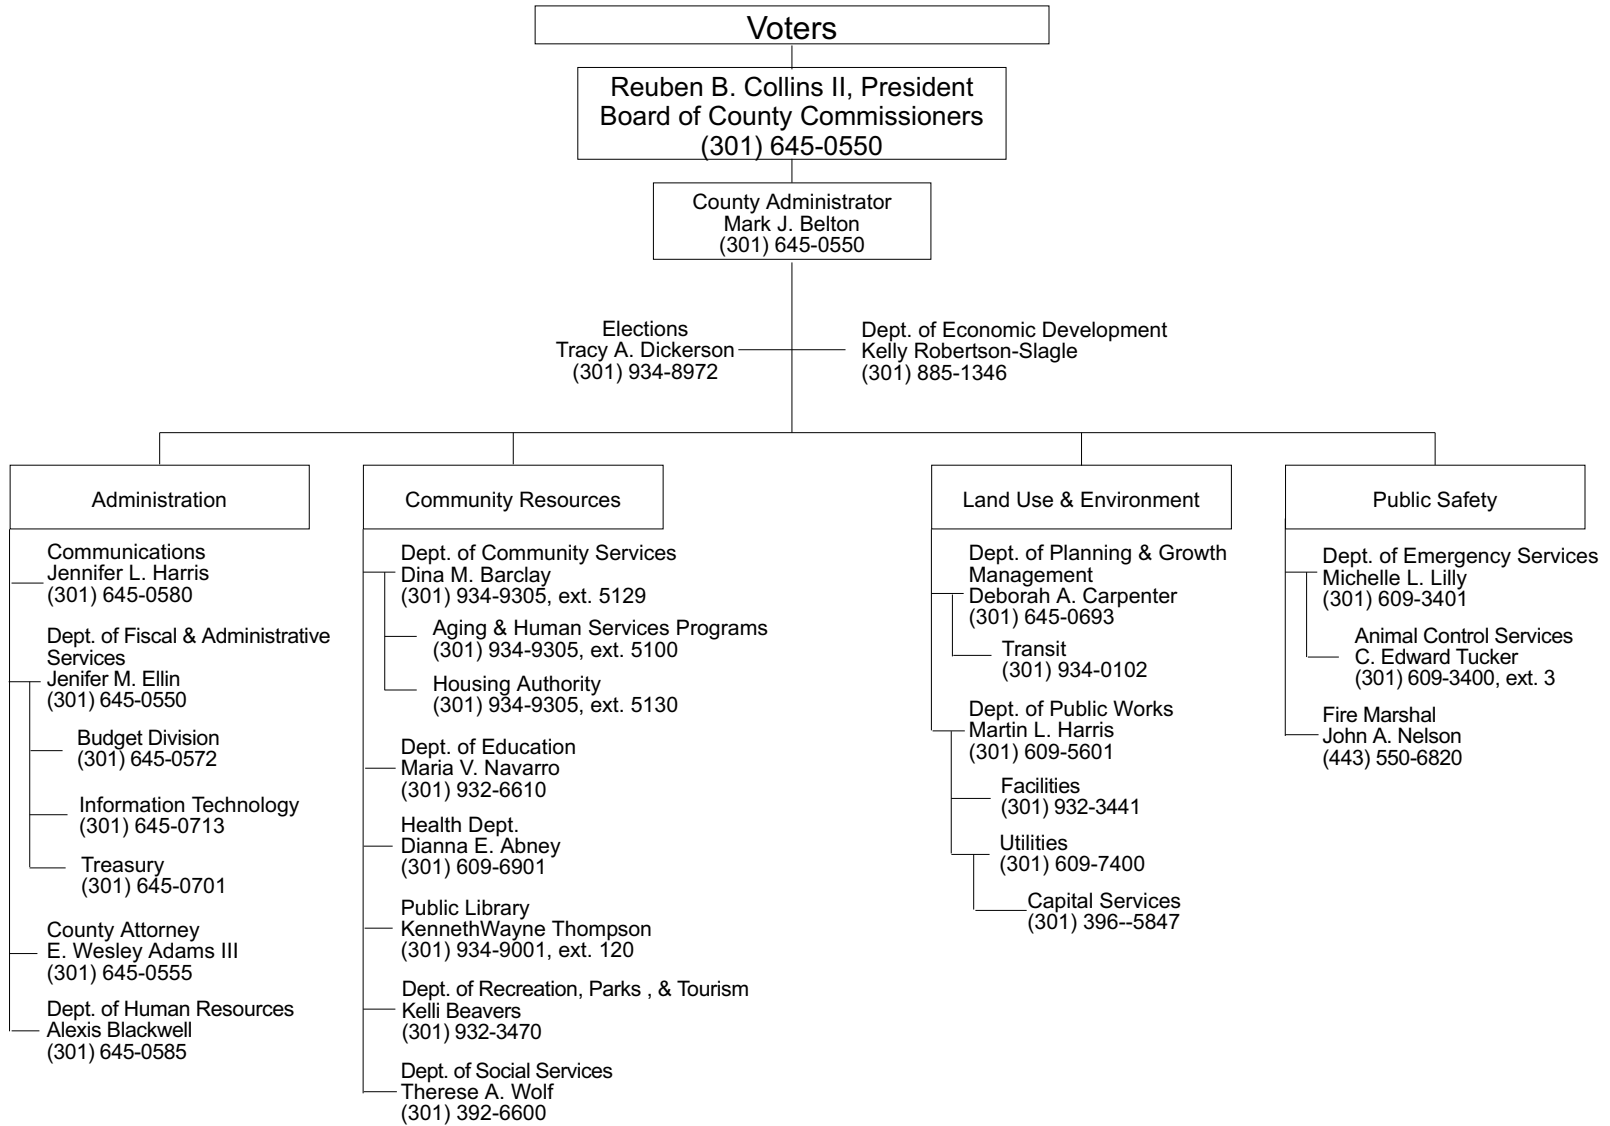 Voters
Reuben B. Collins II, President
Board of County Commissioners
(301) 645-0550
County Administrator
Mark J. Belton
(301) 645-0550
Elections
Tracy A. Dickerson
(301) 934-8972
Dept. of Economic Development
Kelly Robertson-Slagle
(301) 885-1346
Administration
Communications
Jennifer L. Harris
(301) 645-0580
Dept. of Fiscal & Administrative
Services
Jenifer M. Ellin
(301) 645-0550
Budget Division
(301) 645-0572
Information Technology
(301) 645-0713
Treasury
(301) 645-0701
County Attorney
E. Wesley Adams III
(301) 645-0555
Dept. of Human Resources
Alexis Blackwell
(301) 645-0585
Community Resources
Dept. of Community Services
Dina M. Barclay
(301) 934-9305, ext. 5129
Aging & Human Services Programs
(301) 934-9305, ext. 5100
Housing Authority
(301) 934-9305, ext. 5130
Dept. of Education
Maria V. Navarro
(301) 932-6610
Health Dept.
Dianna E. Abney
(301) 609-6901
Public Library
KennethWayne Thompson
(301) 934-9001, ext. 120
Dept. of Recreation, Parks , & Tourism
Kelli Beavers
(301) 932-3470
Dept. of Social Services
Therese A. Wolf
(301) 392-6600
Land Use & Environment
Dept. of Planning & Growth
Management
Deborah A. Carpenter
(301) 645-0693
Transit
(301) 934-0102
Dept. of Public Works
Martin L. Harris
(301) 609-5601
Facilities
(301) 932-3441
Utilities
(301) 609-7400
Capital Services
(301) 396--5847
Public Safety
Dept. of Emergency Services
Michelle L. Lilly
(301) 609-3401
Animal Control Services
C. Edward Tucker
(301) 609-3400, ext. 3
Fire Marshal
John A. Nelson
(443) 550-6820